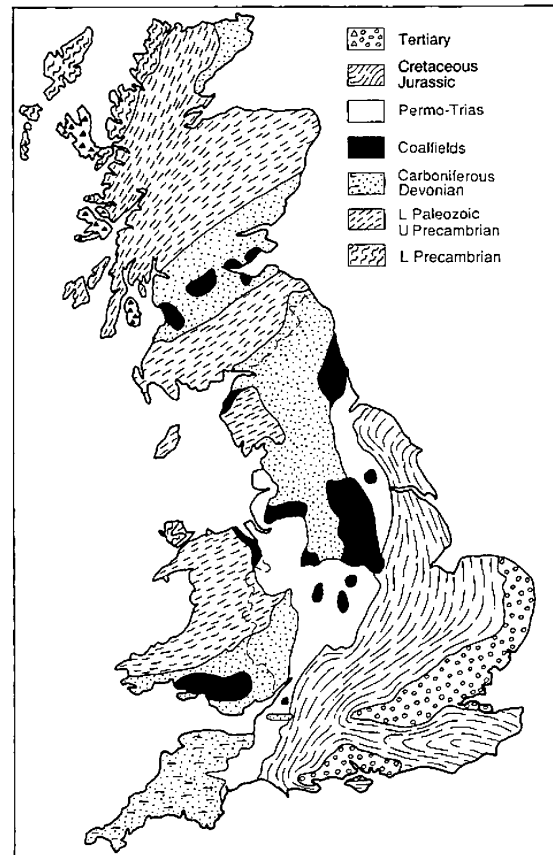 Tertiary
Cretaceous
Jurassic
Permo-Trias
Coalfields
Carboniferous
Devonian
L Paleozoic
U Precambrian
L Precambrian